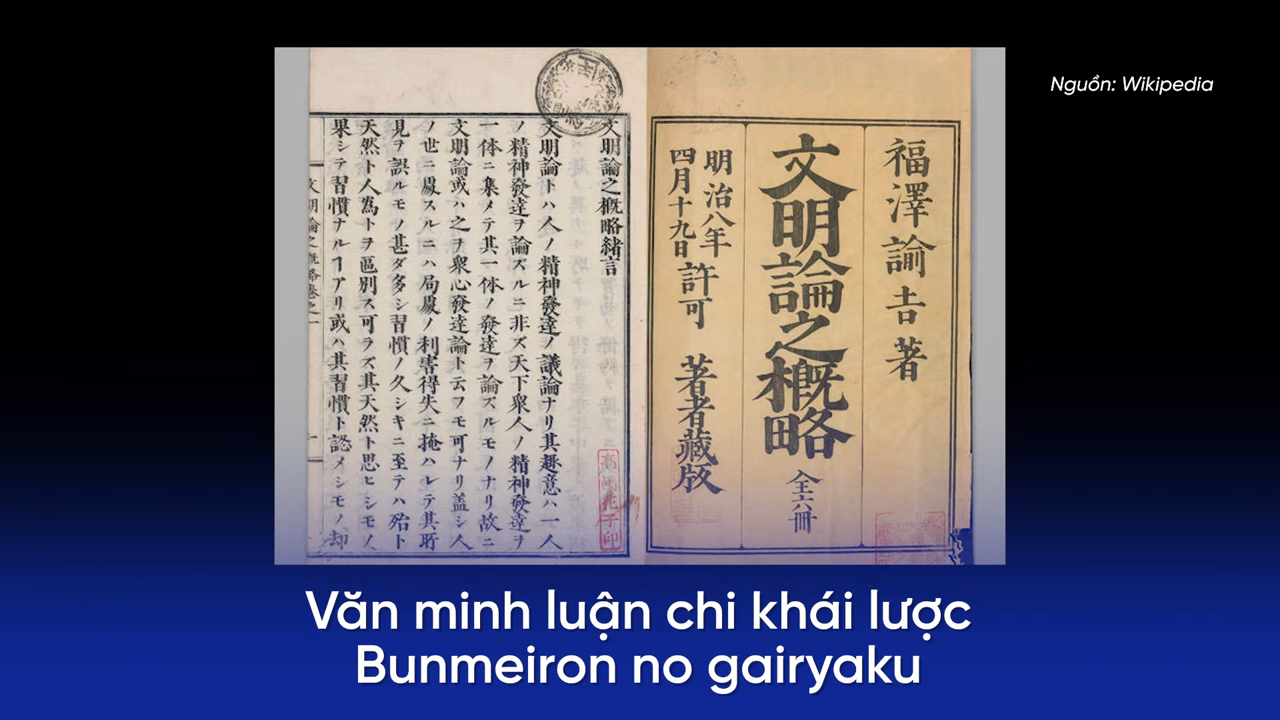 Nguồn: Wikipedia
福澤諭吉著
文明論之概略
全六冊
明治八年
四月十九日
許可
著者藏版
文明論之概略緒言
文明論トハ人ノ精神發達ノ議論ナリ其趣意ハ一人
ノ精神發達ヲ論ズルニ非ズ天下衆人ノ精神發達ヲ
一体ニ集メテ其一体ノ發達ヲ論ズルモノナリ故ニ
文明論或ハ之ヲ衆心發達論ト云フモ可ナリ蓋シ人
ノ世ニ處スルニハ局處ノ利害得失ニ掩ハレテ其所
見ヲ誤ルモノ甚ダ多シ習慣ノ久シキニ至テハ殆ト
天然ト人為トヲ區別ス可ラズ其天然ト思ヒシモノ
果シテ習慣ナルヿアリ或ハ其習慣ト認メシモノ却
文明論之概略卷之一
Văn minh luận chi khái lược
Bunmeiron no gairyaku